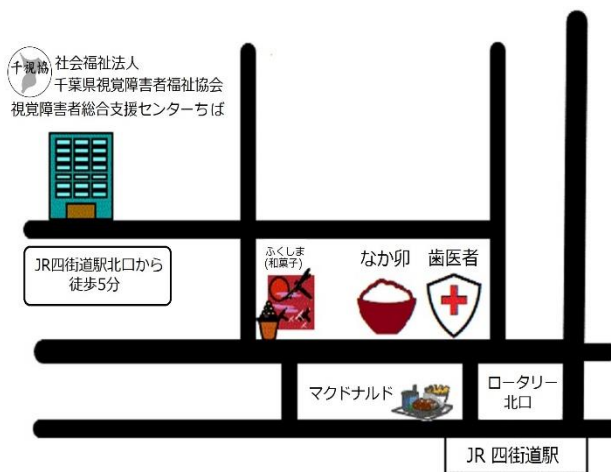 千視協
社会福祉法人
千葉県視覚障害者福祉協会
視覚障害者総合支援センターちば
JR四街道駅北口から
徒歩5分
ふくしま
(和菓子)
なか卯
歯医者
マクドナルド
ロータリー
北口
JR 四街道駅